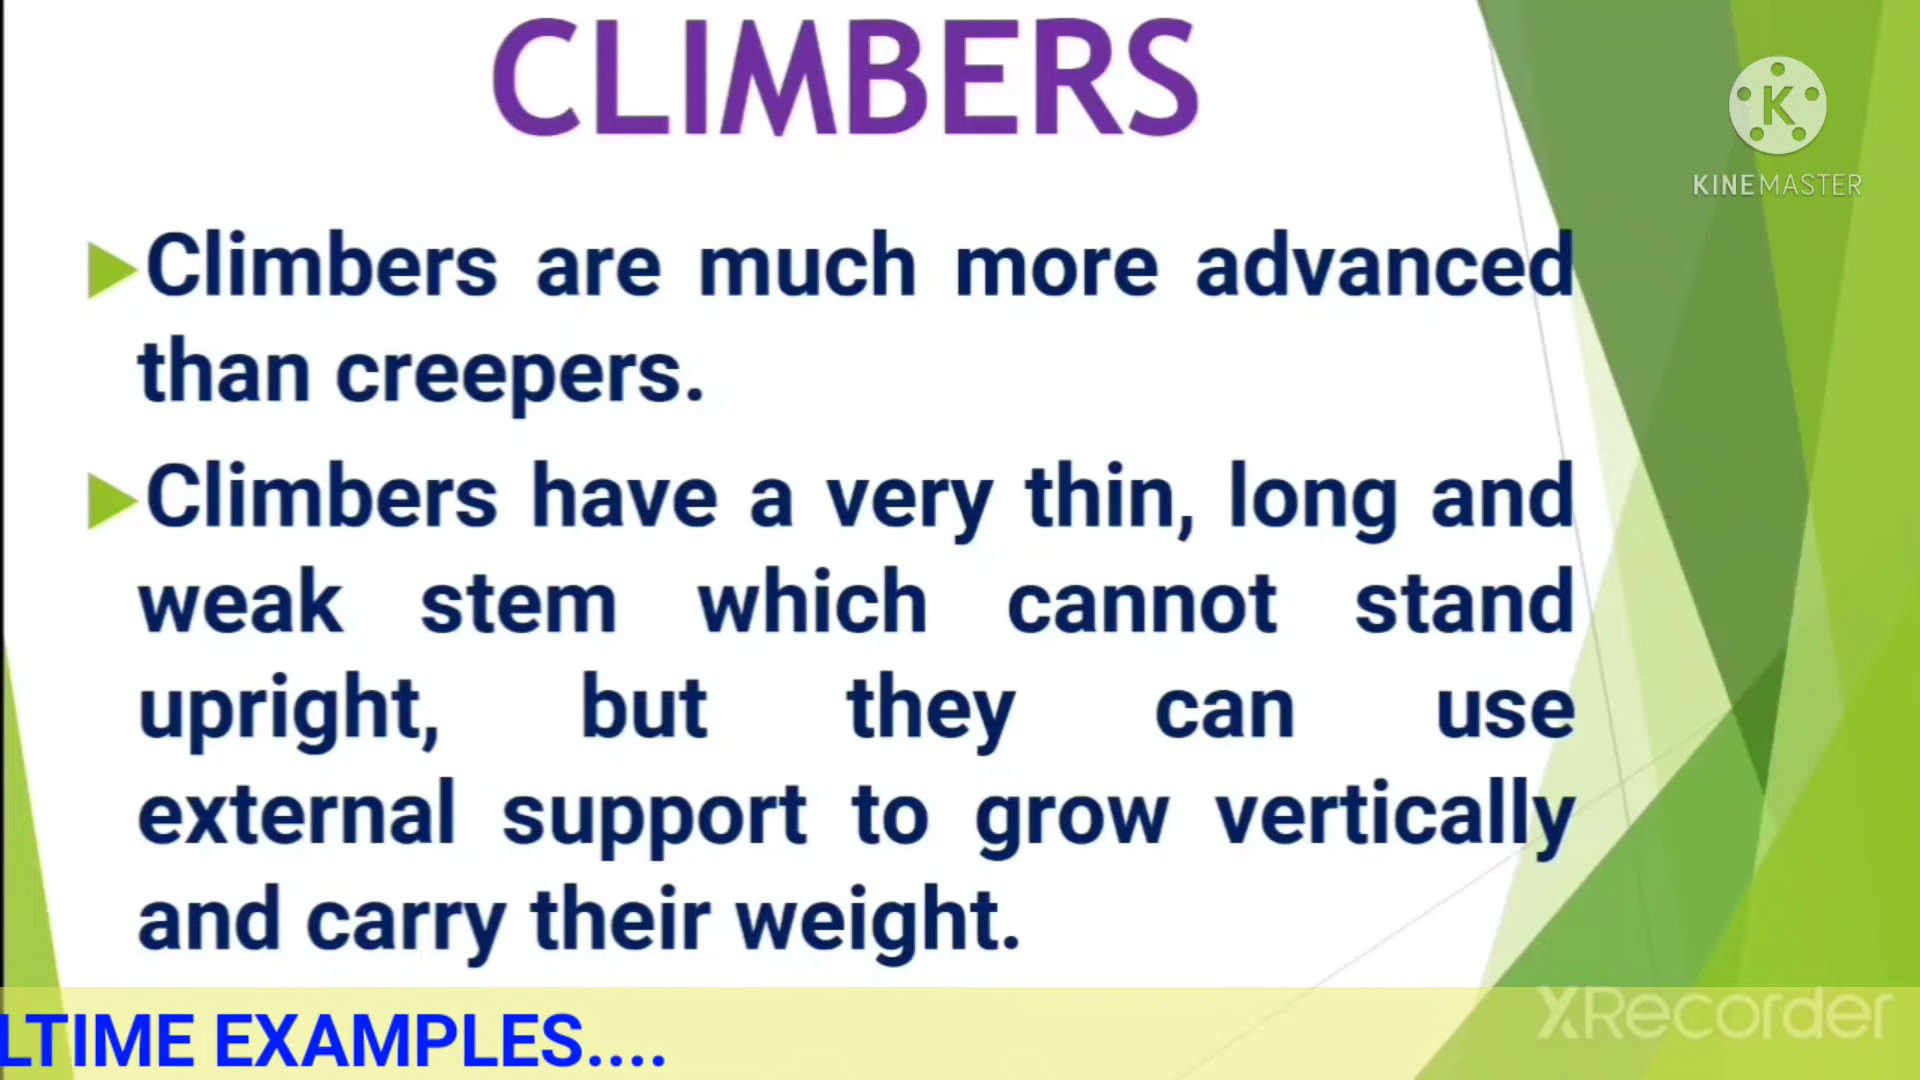 CLIMBERS
K
KINEMASTER
Climbers are much more advanced
than creepers.
Climbers have a very thin, long and
weak stem which cannot stand
upright, but they can use
external support to grow vertically
and carry their weight.
LTIME EXAMPLES....
XRecorder